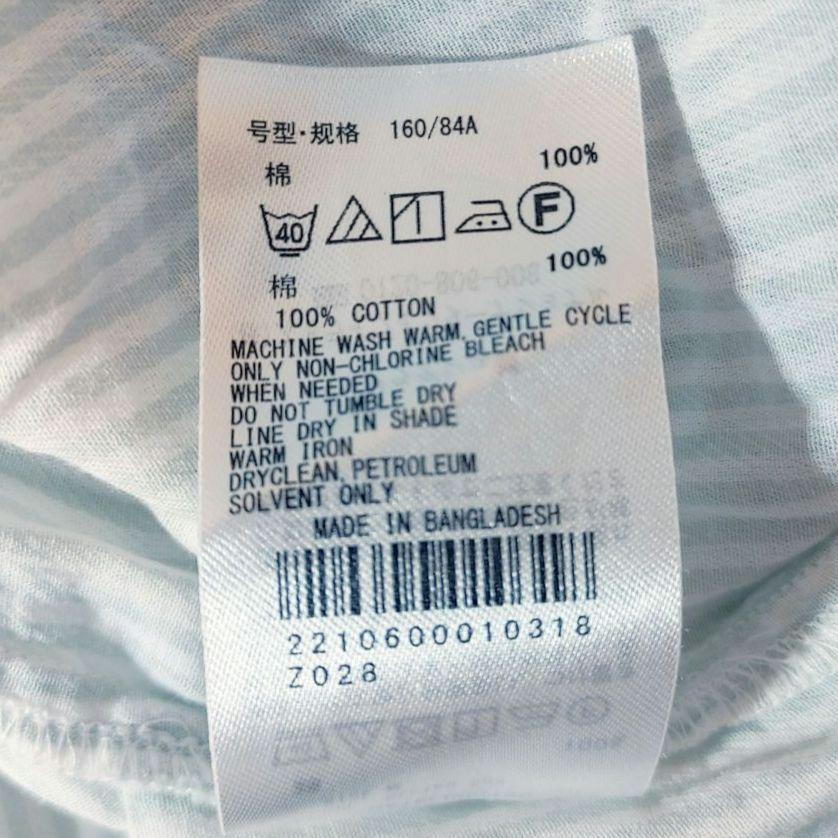 号型·规格 160/84A
棉 100%
40 F
棉 100%
100% COTTON
MACHINE WASH WARM, GENTLE CYCLE
ONLY NON-CHLORINE BLEACH
WHEN NEEDED
DO NOT TUMBLE DRY
LINE DRY IN SHADE
WARM IRON
DRYCLEAN, PETROLEUM
SOLVENT ONLY
MADE IN BANGLADESH
2210600010318
Z028